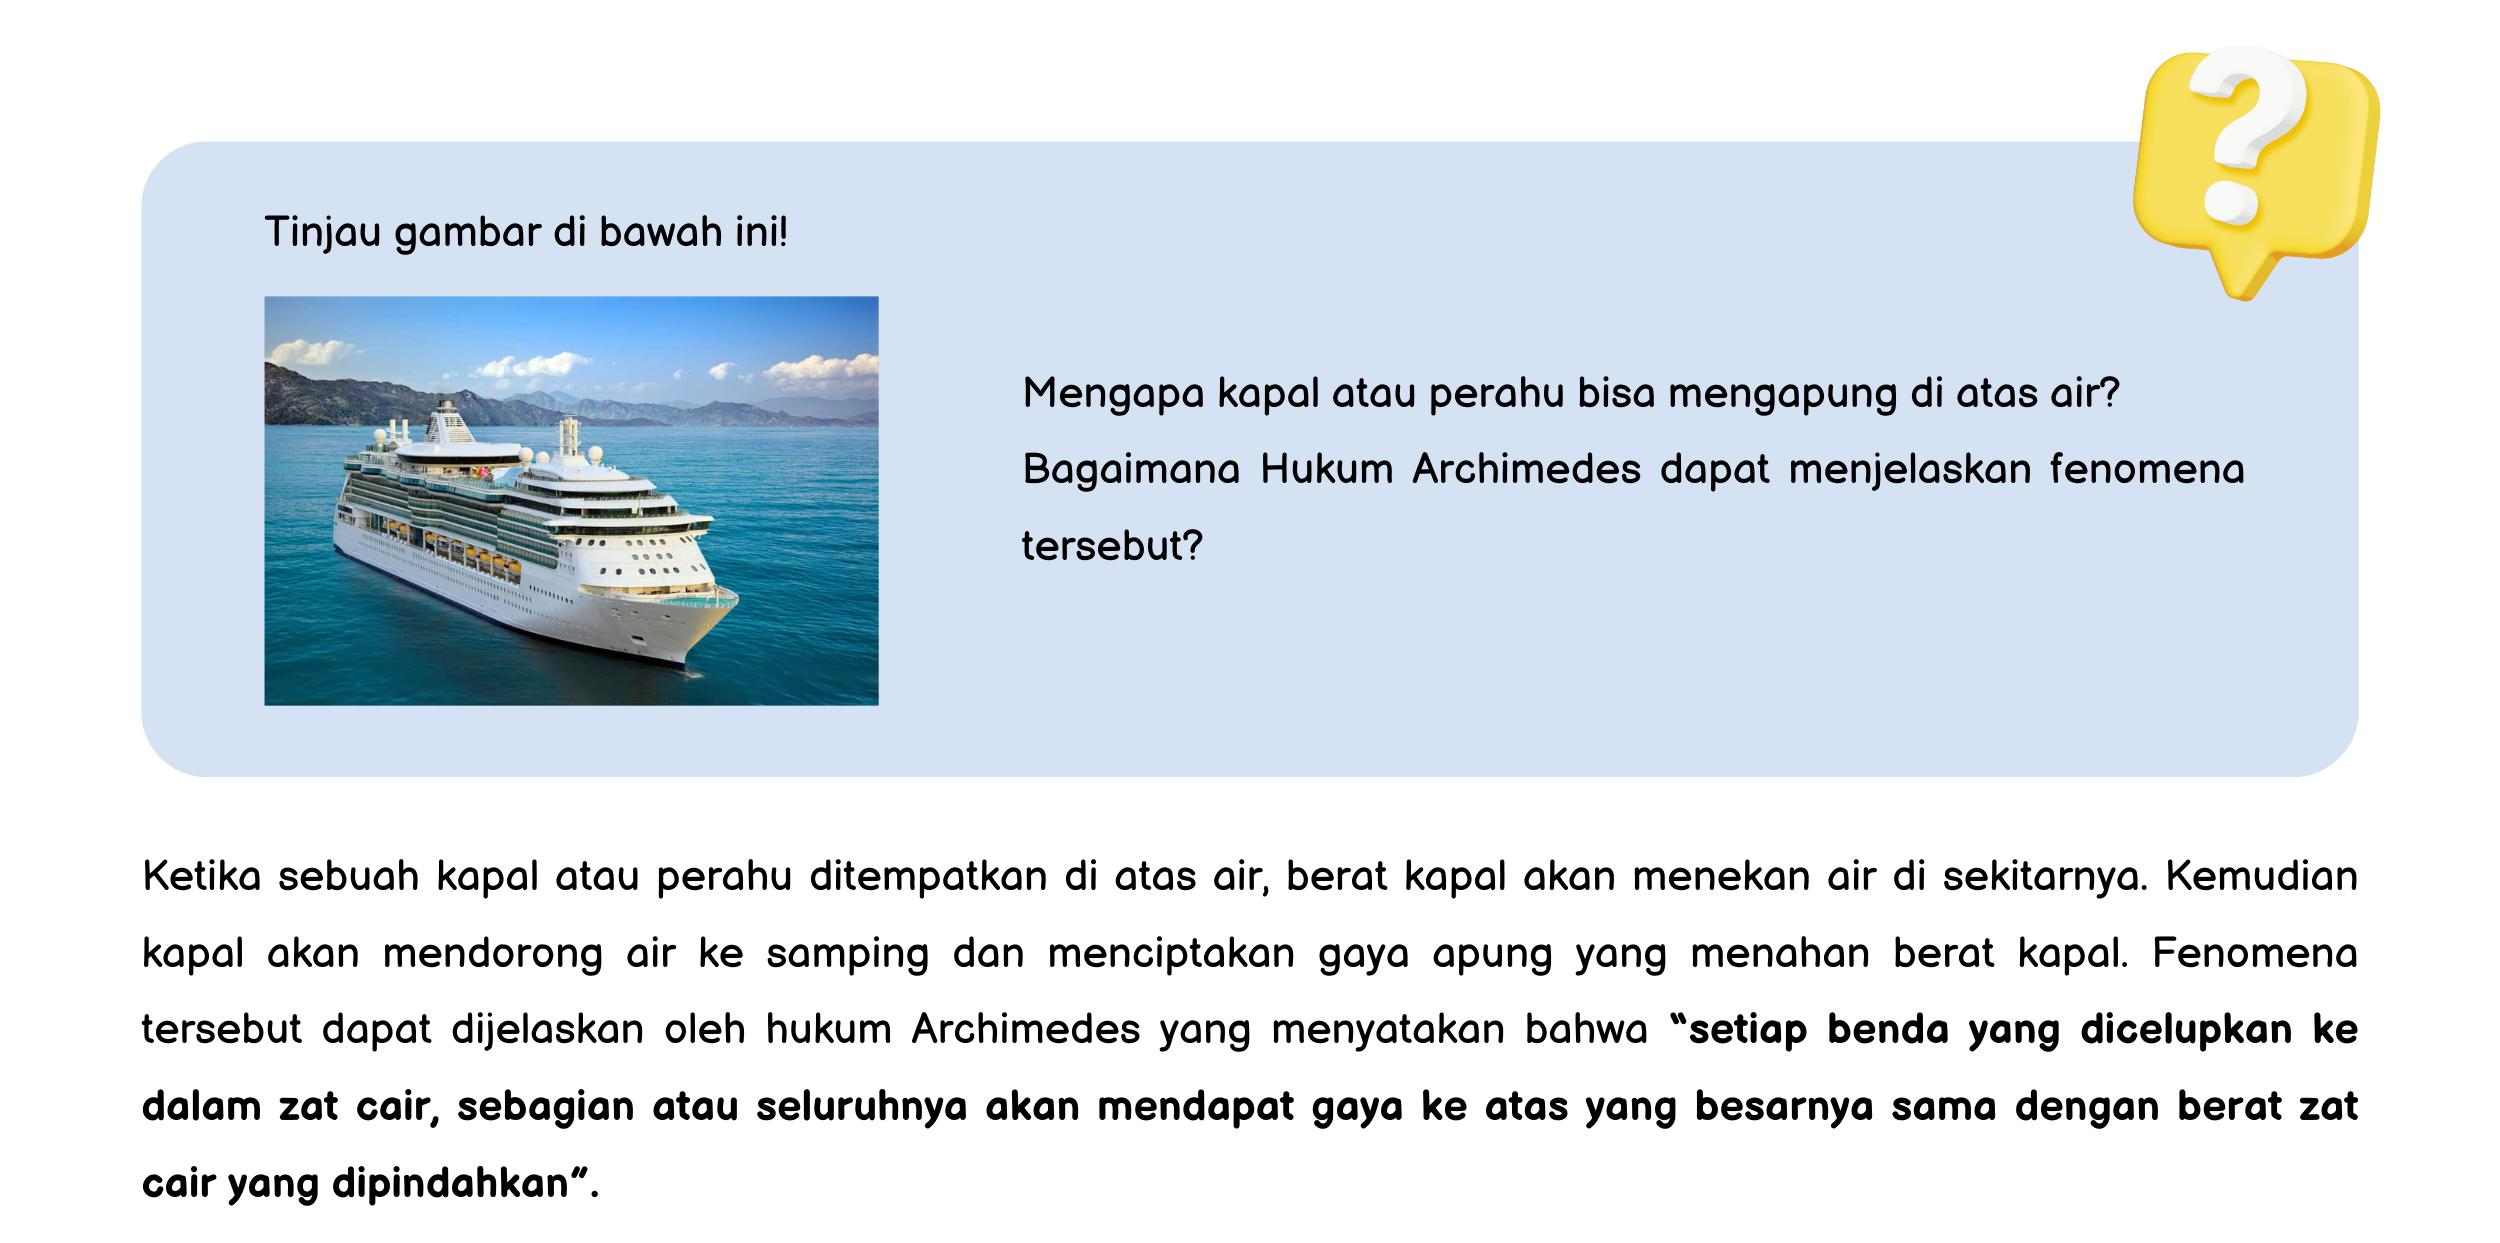 Tinjau gambar di bawah ini!
Mengapa kapal atau perahu bisa mengapung di atas air?
Bagaimana Hukum Archimedes dapat menjelaskan fenomena
tersebut?
Ketika sebuah kapal atau perahu ditempatkan di atas air, berat kapal akan menekan air di sekitarnya. Kemudian
kapal akan mendorong air ke samping dan menciptakan gaya apung yang menahan berat kapal. Fenomena
tersebut dapat dijelaskan oleh hukum Archimedes yang menyatakan bahwa “setiap benda yang dicelupkan ke
dalam zat cair, sebagian atau seluruhnya akan mendapat gaya ke atas yang besarnya sama dengan berat zat
cair yang dipindahkan”.